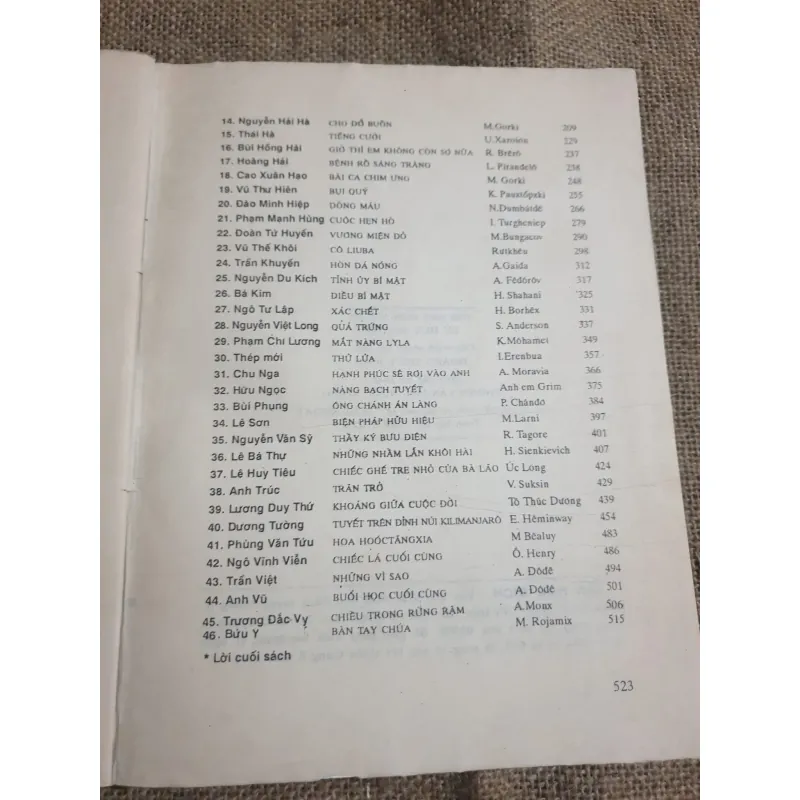 14. Nguyễn Hải Hà CHO ĐỔ BUỒN M.Gorki 209
15. Thái Hà TIẾNG CƯỜI U.Xaroien 229
16. Bùi Hồng Hải GIỜ THÌ EM KHÔNG CÒN SỢ NỮA R. Brêrô 237
17. Hoàng Hải BỆNH RỒ SÁNG TRĂNG L. Pirandelô 238
18. Cao Xuân Hạo BÀI CA CHIM ƯNG M. Gorki 248
19. Vũ Thư Hiên BỤI QUÝ K. Pauxtôpxki 255
20. Đào Minh Hiệp DÒNG MÁU N.Dumbátdê 266
21. Phạm Mạnh Hùng CUỘC HẸN HÒ I. Turgheniep 279
22. Đoàn Tử Huyến VƯƠNG MIỆN ĐỎ M.Bungacov 290
23. Vũ Thế Khôi CÔ LIUBA Rutkhêu 298
24. Trần Khuyến HÒN ĐÁ NÓNG A.Gaida 312
25. Nguyễn Du Kích TỈNH ỦY BÍ MẬT A. Fêđôrôv 317
26. Bá Kim ĐIỀU BÍ MẬT H. Shahani 325
27. Ngô Tư Lập XÁC CHẾT H. Borhêx 331
28. Nguyễn Việt Long QUẢ TRỨNG S. Anderson 337
29. Phạm Chí Lương MẮT NÀNG LYLA K.Môhamet 349
30. Thép mới THỬ LỬA I.Erenbua 357
31. Chu Nga HẠNH PHÚC SẼ RƠI VÀO ANH A. Moravia 366
32. Hữu Ngọc NÀNG BẠCH TUYẾT Anh em Grim 375
33. Bùi Phụng ÔNG CHÁNH ÁN LÀNG P. Chăndô 384
34. Lê Sơn BIỆN PHÁP HỮU HIỆU M.Larni 397
35. Nguyễn Văn Sỹ THẦY KÝ BƯU ĐIỆN R. Tagore 401
36. Lê Bá Thự NHỮNG NHẦM LẪN KHÔI HÀI H. Sienkievich 407
37. Lê Huy Tiêu CHIẾC GHẾ TRE NHỎ CỦA BÀ LÃO Úc Long 424
38. Anh Trúc TRĂN TRỞ V. Suksin 429
39. Lương Duy Thứ KHOẢNG GIỮA CUỘC ĐỜI Tô Thúc Dương 439
40. Dương Tường TUYẾT TRÊN ĐỈNH NÚI KILIMANJARÔ E. Hêminway 454
41. Phùng Văn Tửu HOA HOÓCTĂNGXIA M Bêaluy 483
42. Ngô Vĩnh Viễn CHIẾC LÁ CUỐI CÙNG Ô. Henry 486
43. Trần Việt NHỮNG VÌ SAO A. Đôđê 494
44. Anh Vũ BUỔI HỌC CUỐI CÙNG A. Đôđê 501
45. Trương Đắc Vỵ CHIỀU TRONG RỪNG RẬM A.Monx 506
46. Bửu Ý BÀN TAY CHÚA M. Rojamix 515
* Lời cuối sách
523